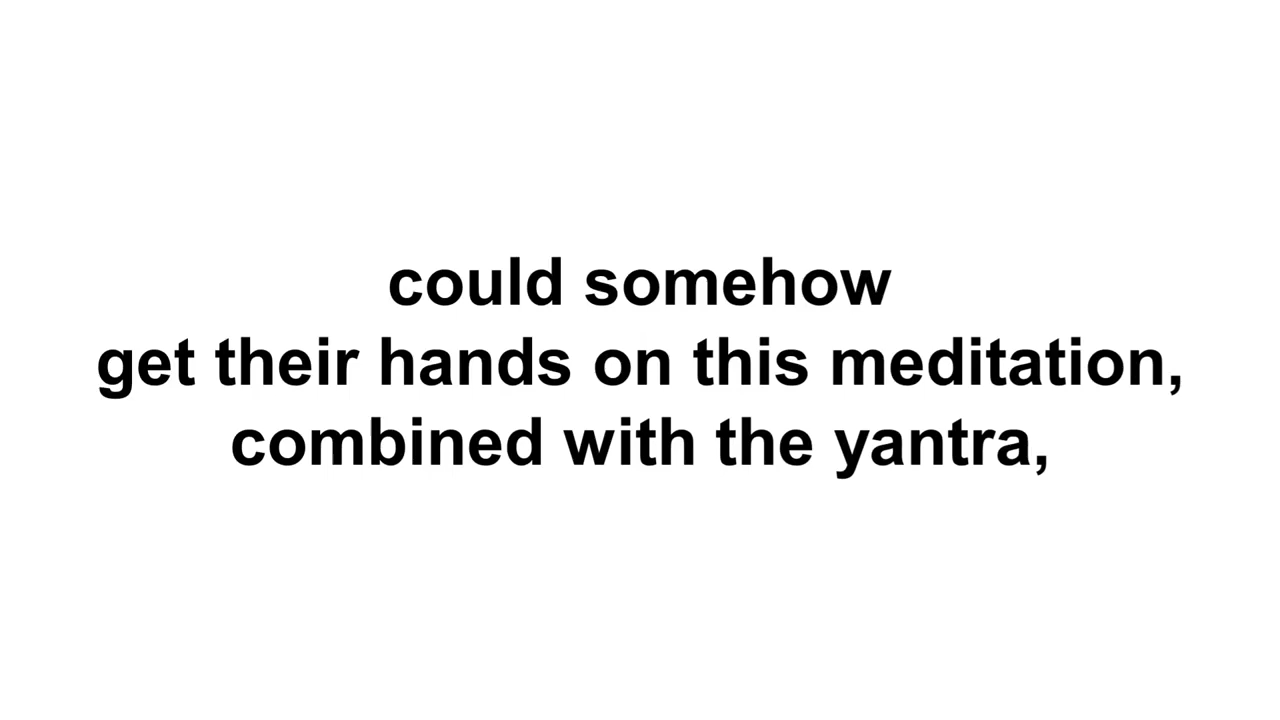 could somehow
get their hands on this meditation,
combined with the yantra,